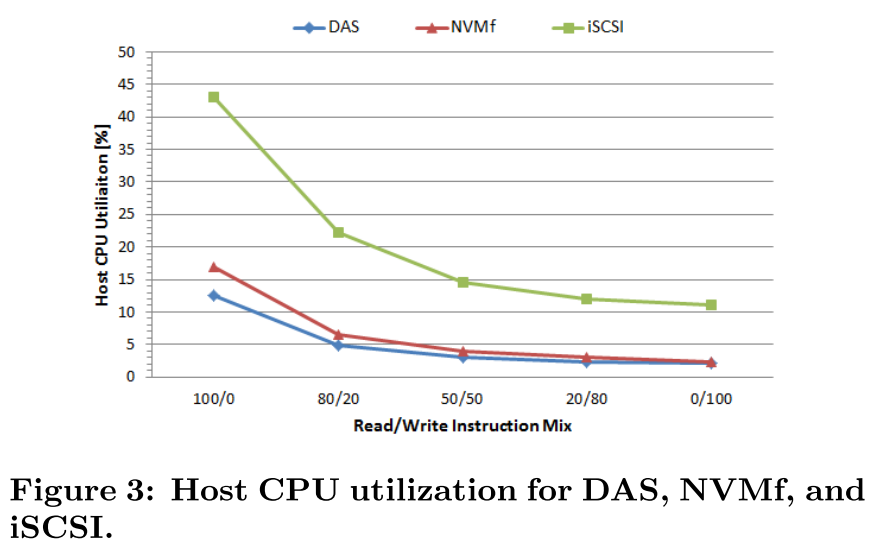 DAS NVMf iSCSI
50
45
40
35
30
25
20
15
10
5
0
Host CPU Utiliaiton [%]
100/0 80/20 50/50 20/80 0/100
Read/Write Instruction Mix
Figure 3: Host CPU utilization for DAS, NVMf, and
iSCSI.